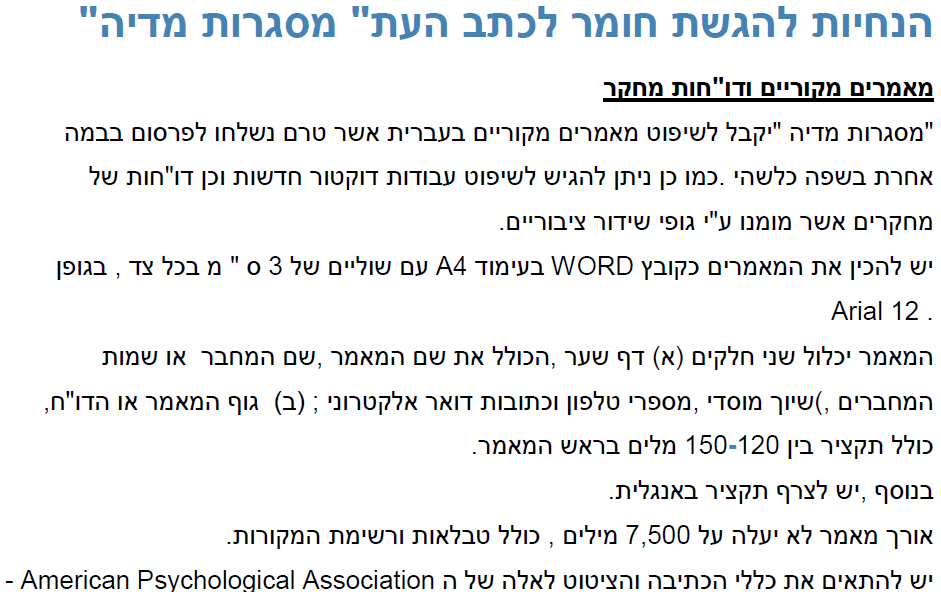 הנחיות להגשת חומר לכתב העת" מסגרות מדיה"
מאמרים מקוריים ודו"חות מחקר
"מסגרות מדיה "יקבל לשיפוט מאמרים מקוריים בעברית אשר טרם נשלחו לפרסום בבמה
אחרת בשפה כלשהי .כמו כן ניתן להגיש לשיפוט עבודות דוקטור חדשות וכן דו"חות של
מחקרים אשר מומנו ע"י גופי שידור ציבוריים.
יש להכין את המאמרים כקובץ WORD בעימוד A4 עם שוליים של 3 ס " מ בכל צד , בגופן
Arial 12 .
המאמר יכלול שני חלקים (א) דף שער ,הכולל את שם המאמר ,שם המחבר או שמות
המחברים ,)שיוך מוסדי ,מספרי טלפון וכתובות דואר אלקטרוני ; (ב) גוף המאמר או הדו"ח,
כולל תקציר בין 150-120 מלים בראש המאמר.
בנוסף ,יש לצרף תקציר באנגלית.
אורך מאמר לא יעלה על 7,500 מילים , כולל טבלאות ורשימת המקורות.
יש להתאים את כללי הכתיבה והציטוט לאלה של ה American Psychological Association -